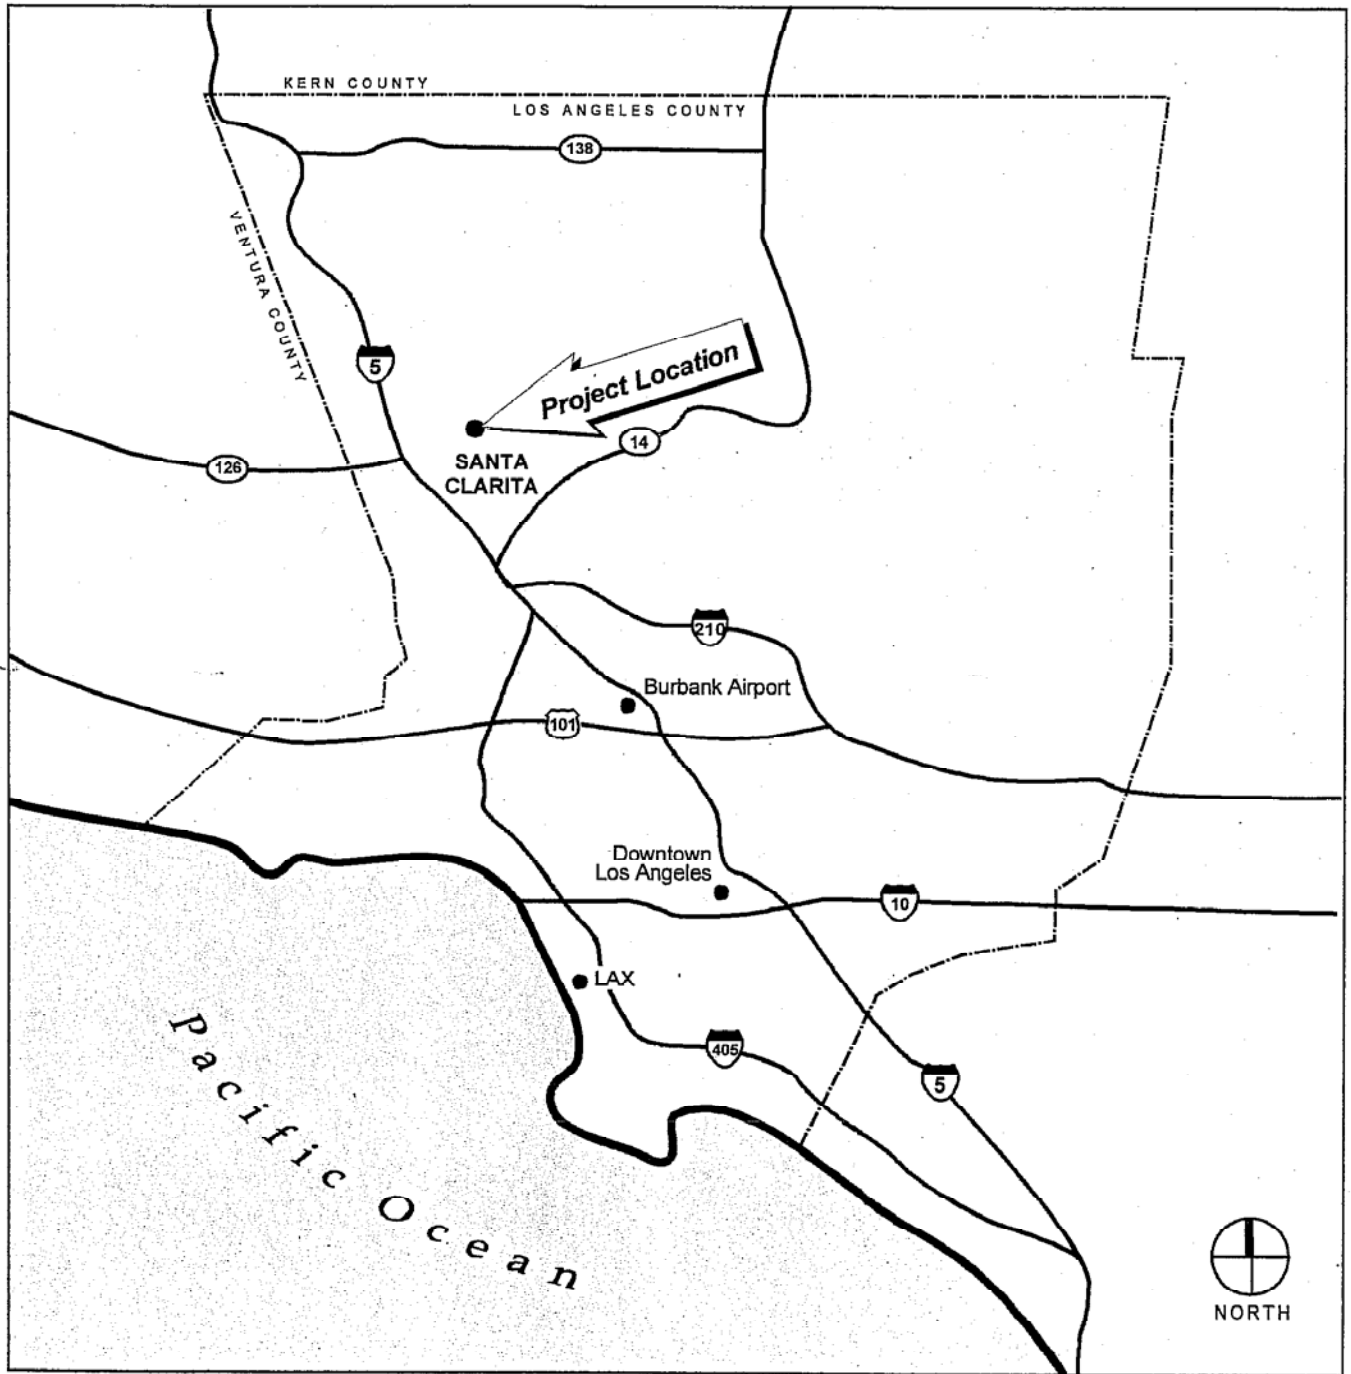 KERN COUNTY
LOS ANGELES COUNTY
138
VENTURA COUNTY
5
Project Location
14
126
SANTA
CLARITA
210
Burbank Airport
101
Downtown
Los Angeles
10
LAX
405
5
Pacific Ocean
NORTH